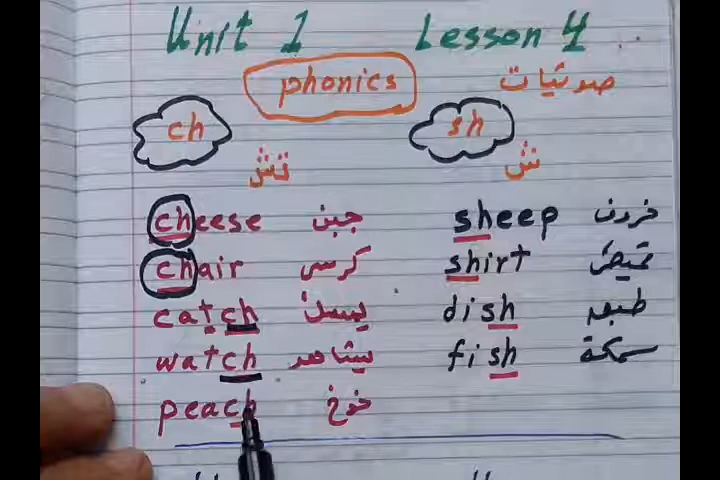 Unit 1 Lesson 4
phonics صوتيات
ch sh
تش ش
cheese جبن sheep خروف
chair كرسى shirt قميص
catch يمسك dish طبق
watch يشاهد fish سمكة
peach خوخ